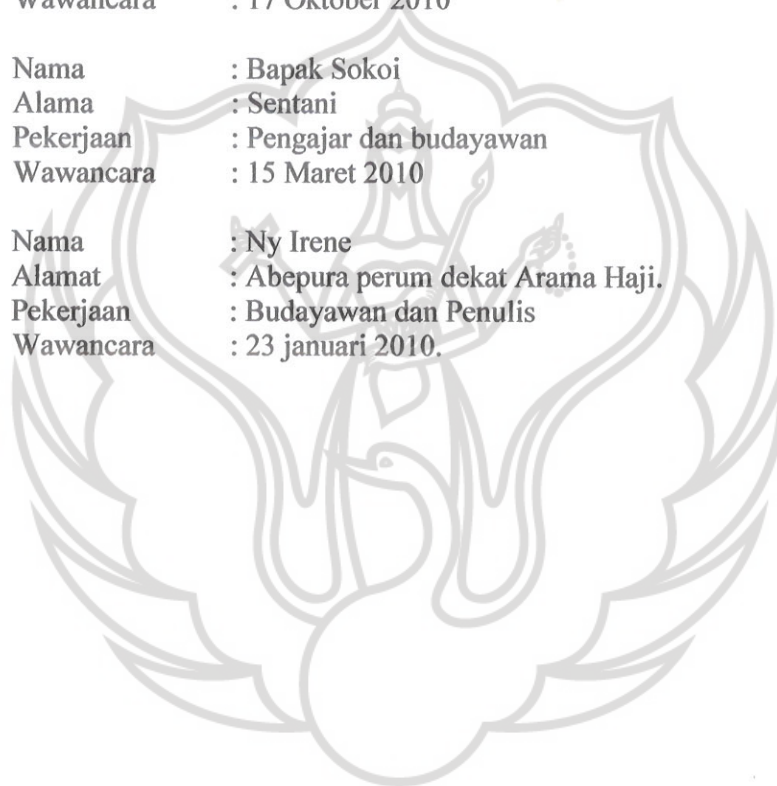 Wawancara : 17 Oktober 2010
Nama : Bapak Sokoi
Alama : Sentani
Pekerjaan : Pengajar dan budayawan
Wawancara : 15 Maret 2010
Nama : Ny Irene
Alamat : Abepura perum dekat Arama Haji.
Pekerjaan : Budayawan dan Penulis
Wawancara : 23 januari 2010.